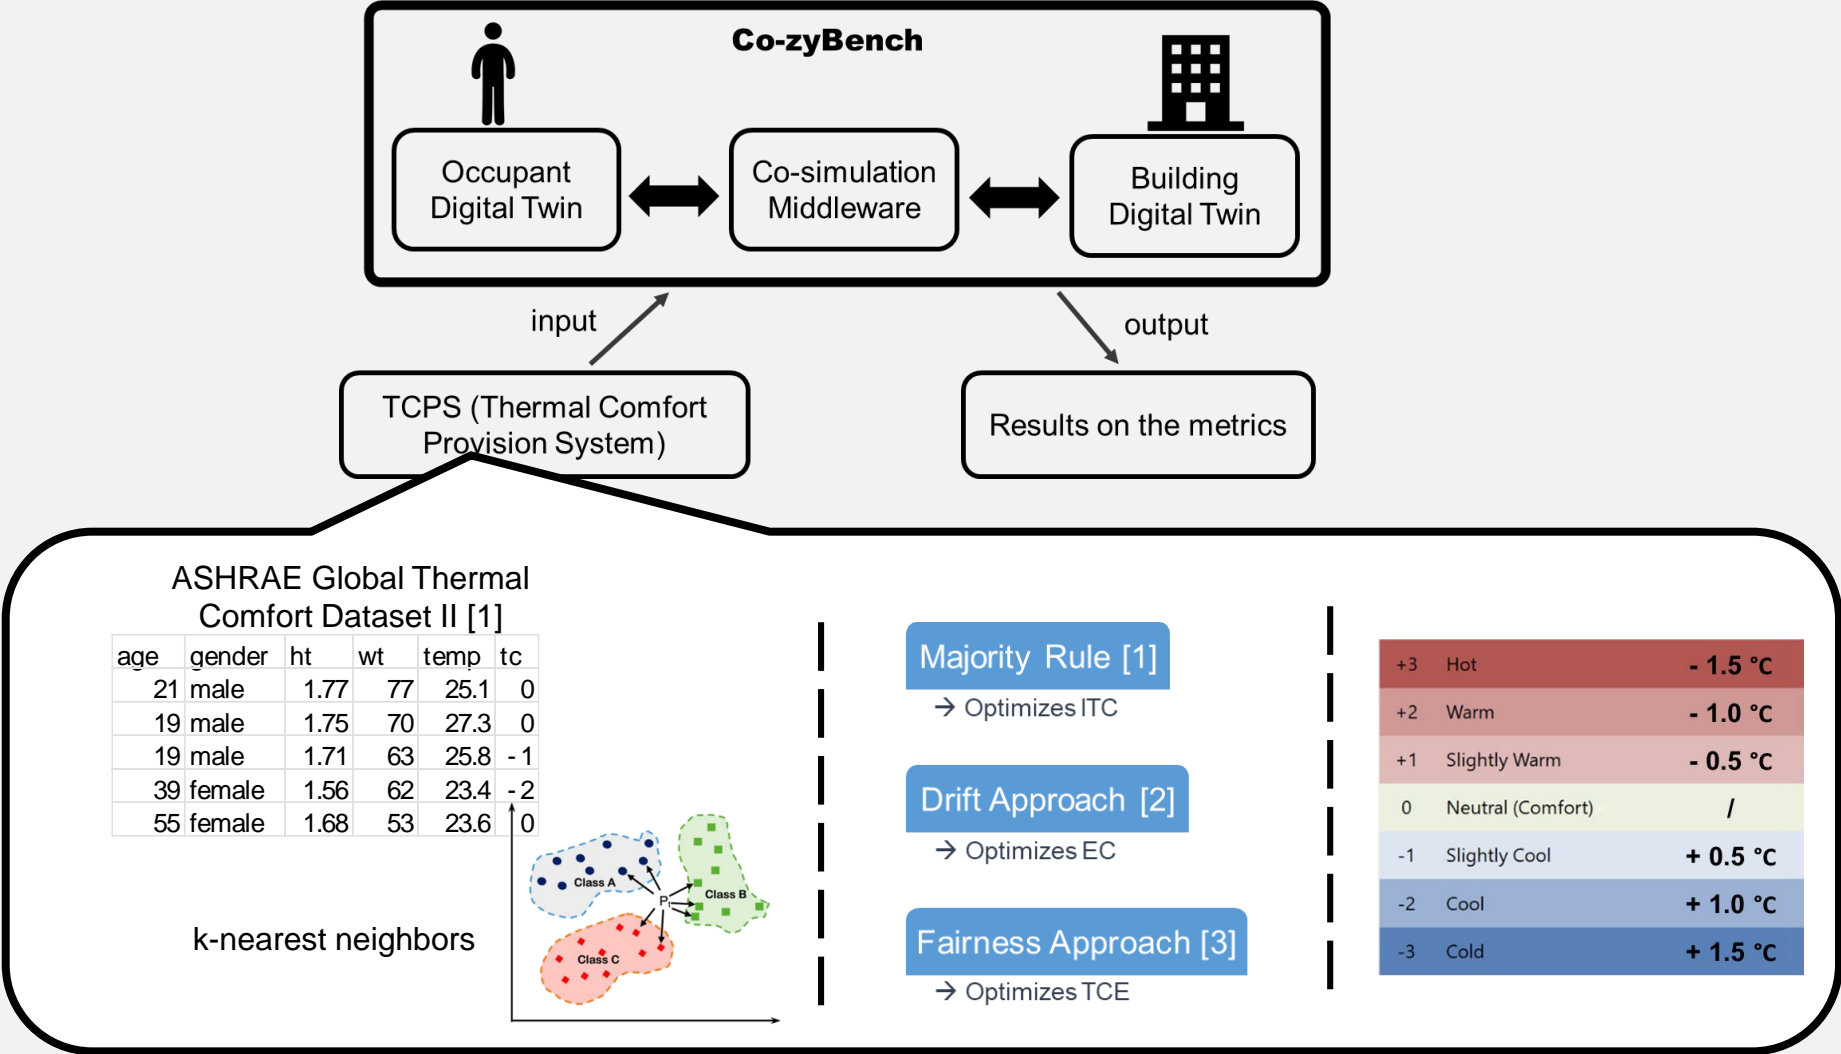 Co-zyBench
Occupant
Digital Twin
Co-simulation
Middleware
Building
Digital Twin
input
output
TCPS (Thermal Comfort
Provision System)
Results on the metrics
ASHRAE Global Thermal
Comfort Dataset II [1]
age gender ht wt temp tc
21 male 1.77 77 25.1 0
19 male 1.75 70 27.3 0
19 male 1.71 63 25.8 -1
39 female 1.56 62 23.4 -2
55 female 1.68 53 23.6 0
Class A
Class B
Pt
Class C
k-nearest neighbors
Majority Rule [1]
→ Optimizes ITC
Drift Approach [2]
→ Optimizes EC
Fairness Approach [3]
→ Optimizes TCE
+3 Hot - 1.5 °C
+2 Warm - 1.0 °C
+1 Slightly Warm - 0.5 °C
0 Neutral (Comfort) /
-1 Slightly Cool + 0.5 °C
-2 Cool + 1.0 °C
-3 Cold + 1.5 °C